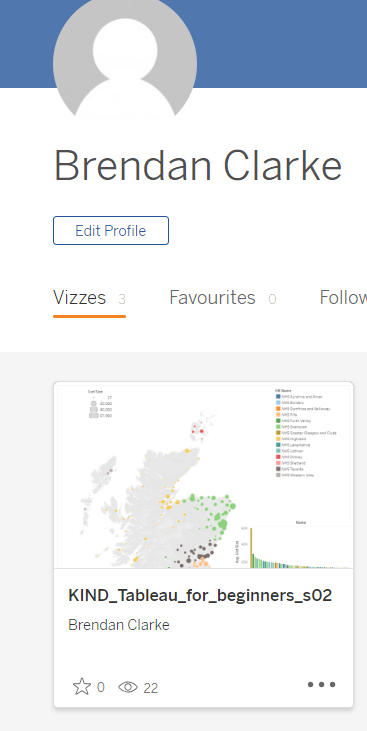 Brendan Clarke
Edit Profile
Vizzes 3 Favourites 0 Follow
List Size
HB Name
NHS Ayrshire and Arran
NHS Borders
NHS Dumfries and Galloway
NHS Fife
NHS Forth Valley
NHS Grampian
NHS Greater Glasgow and Clyde
NHS Highland
NHS Lanarkshire
NHS Lothian
NHS Orkney
NHS Shetland
NHS Tayside
NHS Western Isles
Name
KIND_Tableau_for_beginners_s02
Brendan Clarke
0 22